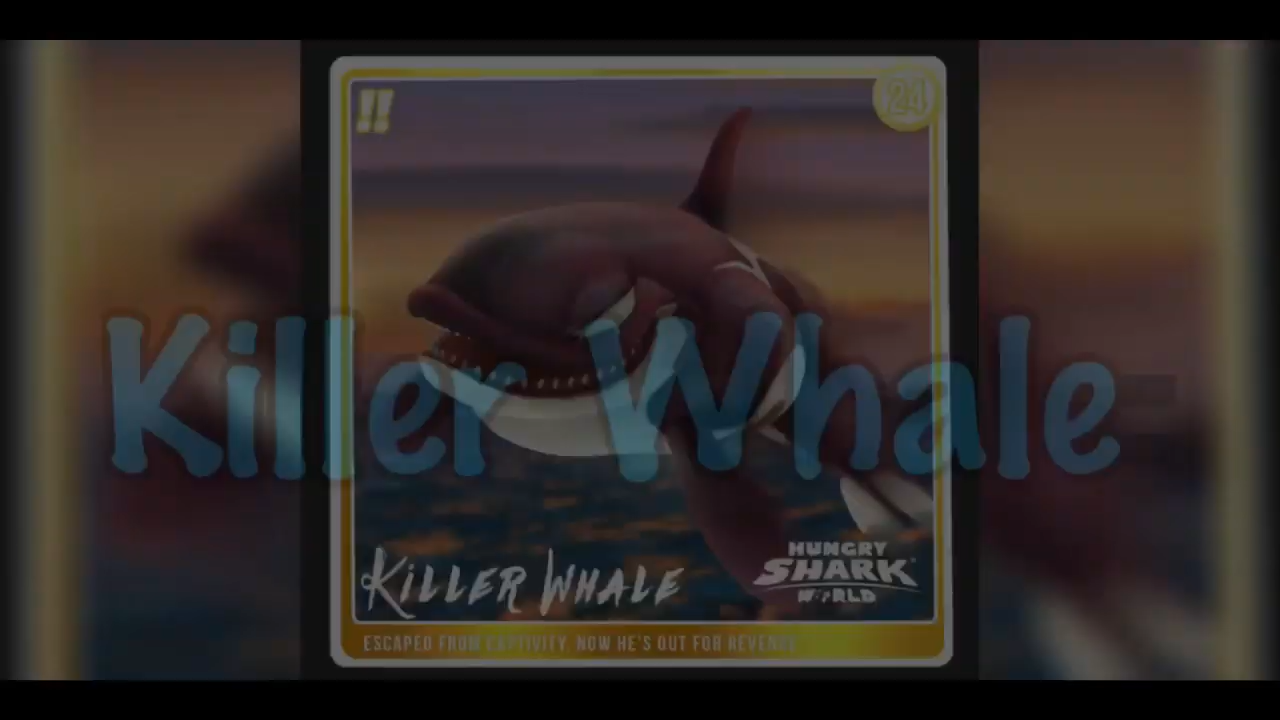 !!
24
Killer Whale
KiLLER WHALE
HUNGRY
SHARK
WORLD
ESCAPED FROM CAPTIVITY. NOW HE'S OUT FOR REVENGE